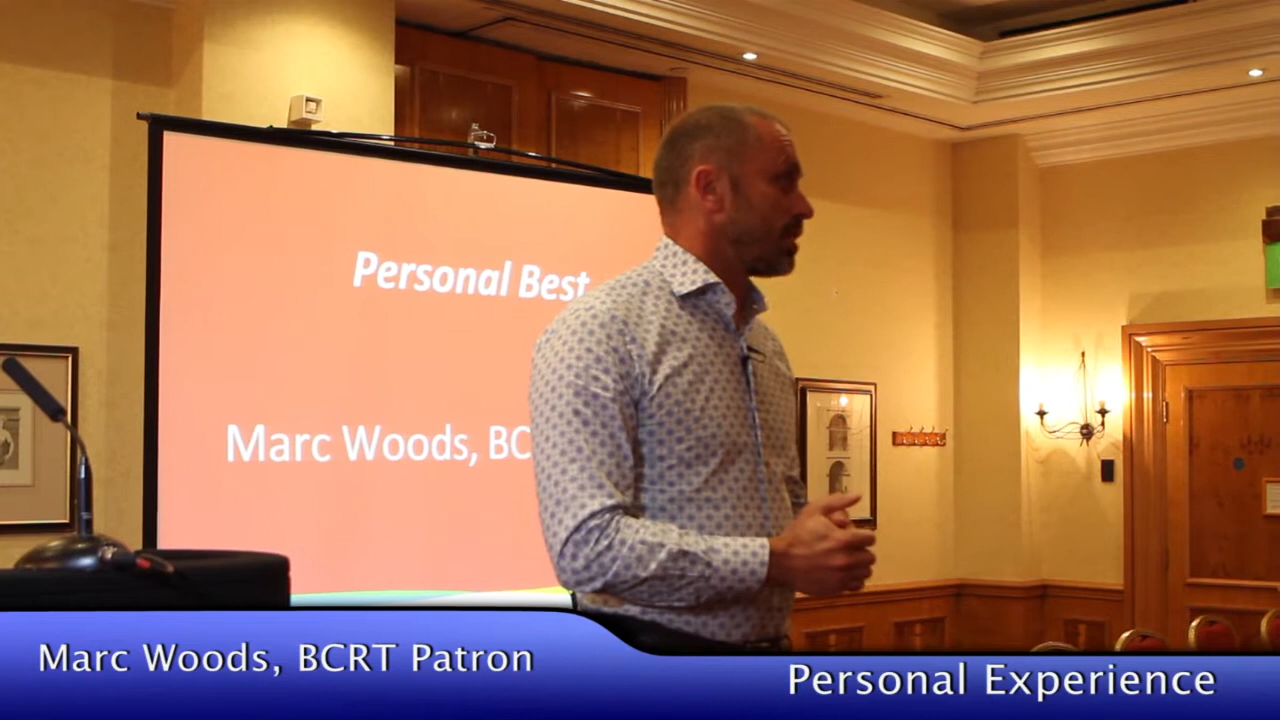 Personal Best
Marc Woods, BC
Marc Woods, BCRT Patron
Personal Experience